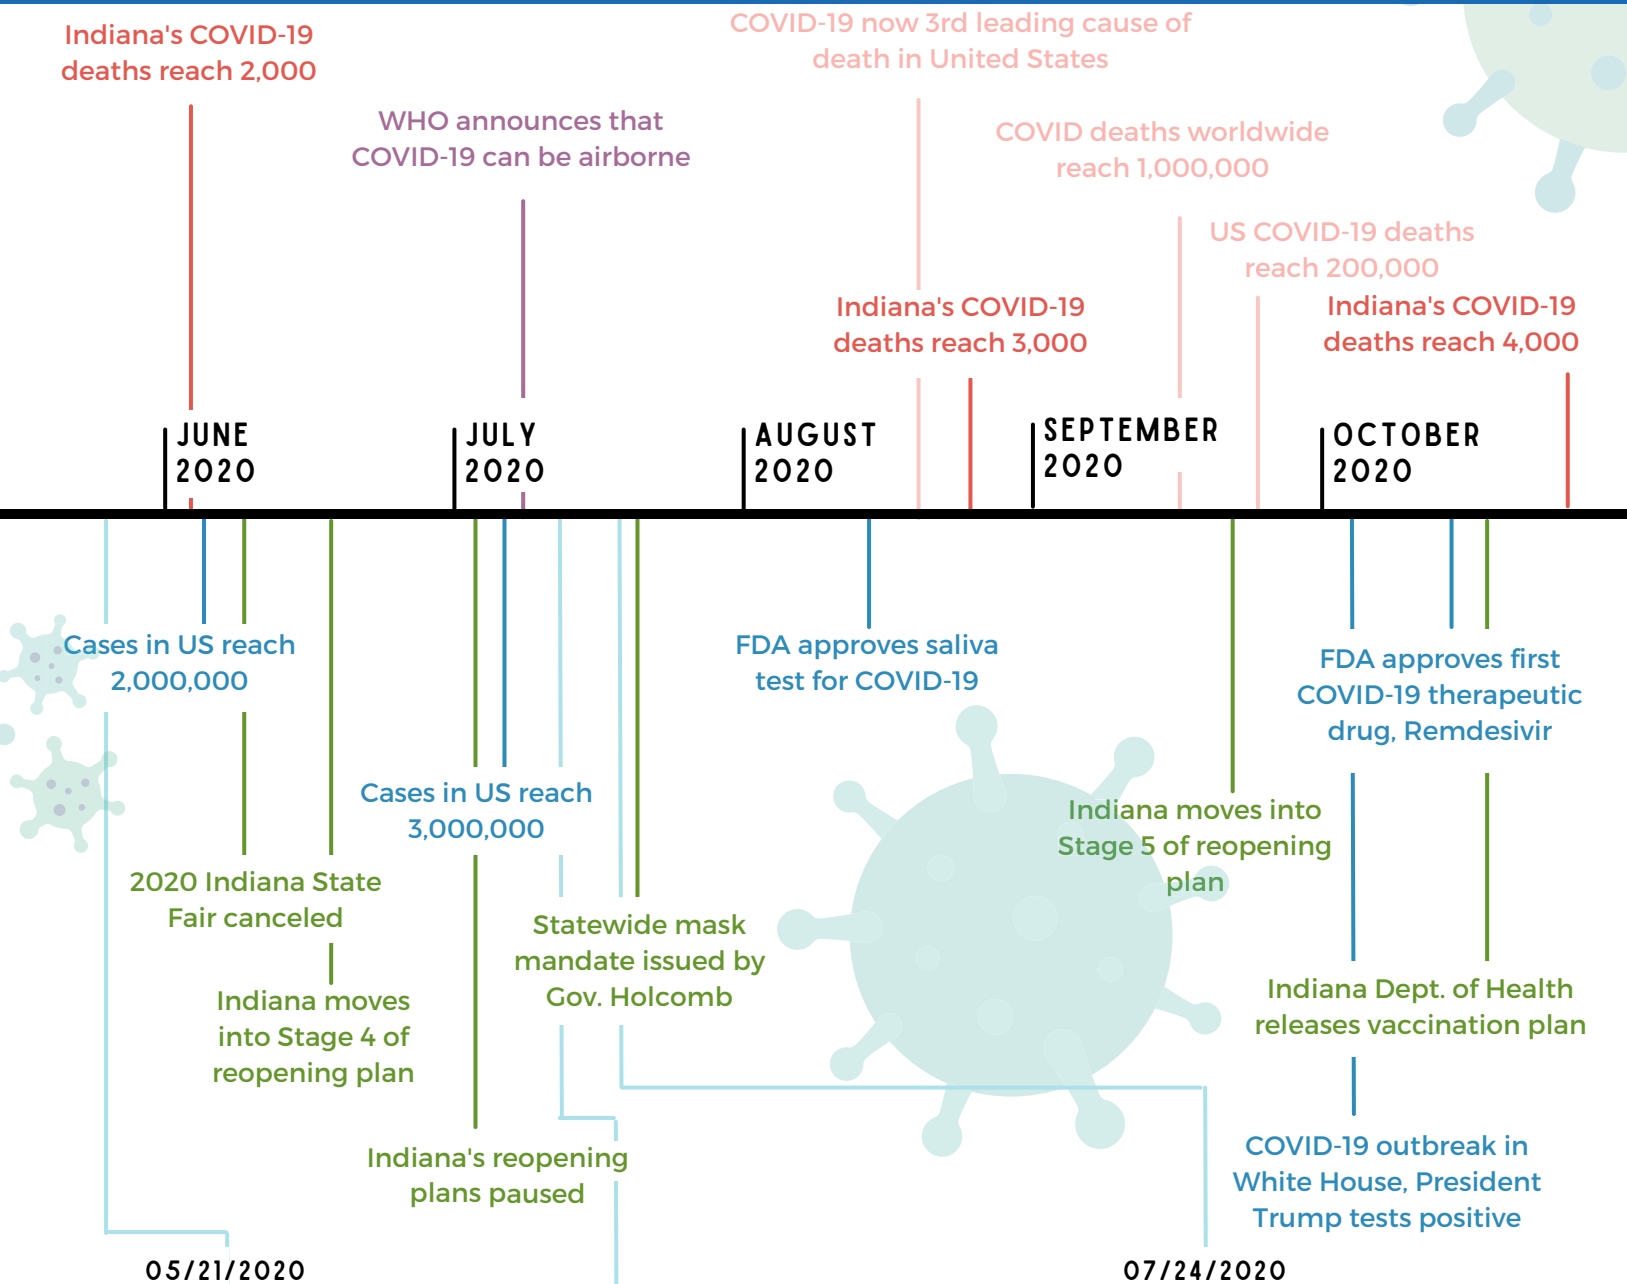 Indiana's COVID-19
deaths reach 2,000
WHO announces that
COVID-19 can be airborne
COVID-19 now 3rd leading cause of
death in United States
COVID deaths worldwide
reach 1,000,000
US COVID-19 deaths
reach 200,000
Indiana's COVID-19
deaths reach 3,000
Indiana's COVID-19
deaths reach 4,000
JUNE
2020
JULY
2020
AUGUST
2020
SEPTEMBER
2020
OCTOBER
2020
Cases in US reach
2,000,000
FDA approves saliva
test for COVID-19
FDA approves first
COVID-19 therapeutic
drug, Remdesivir
Cases in US reach
3,000,000
Indiana moves into
Stage 5 of reopening
plan
2020 Indiana State
Fair canceled
Statewide mask
mandate issued by
Gov. Holcomb
Indiana moves
into Stage 4 of
reopening plan
Indiana Dept. of Health
releases vaccination plan
Indiana's reopening
plans paused
COVID-19 outbreak in
White House, President
Trump tests positive
05/21/2020
07/24/2020